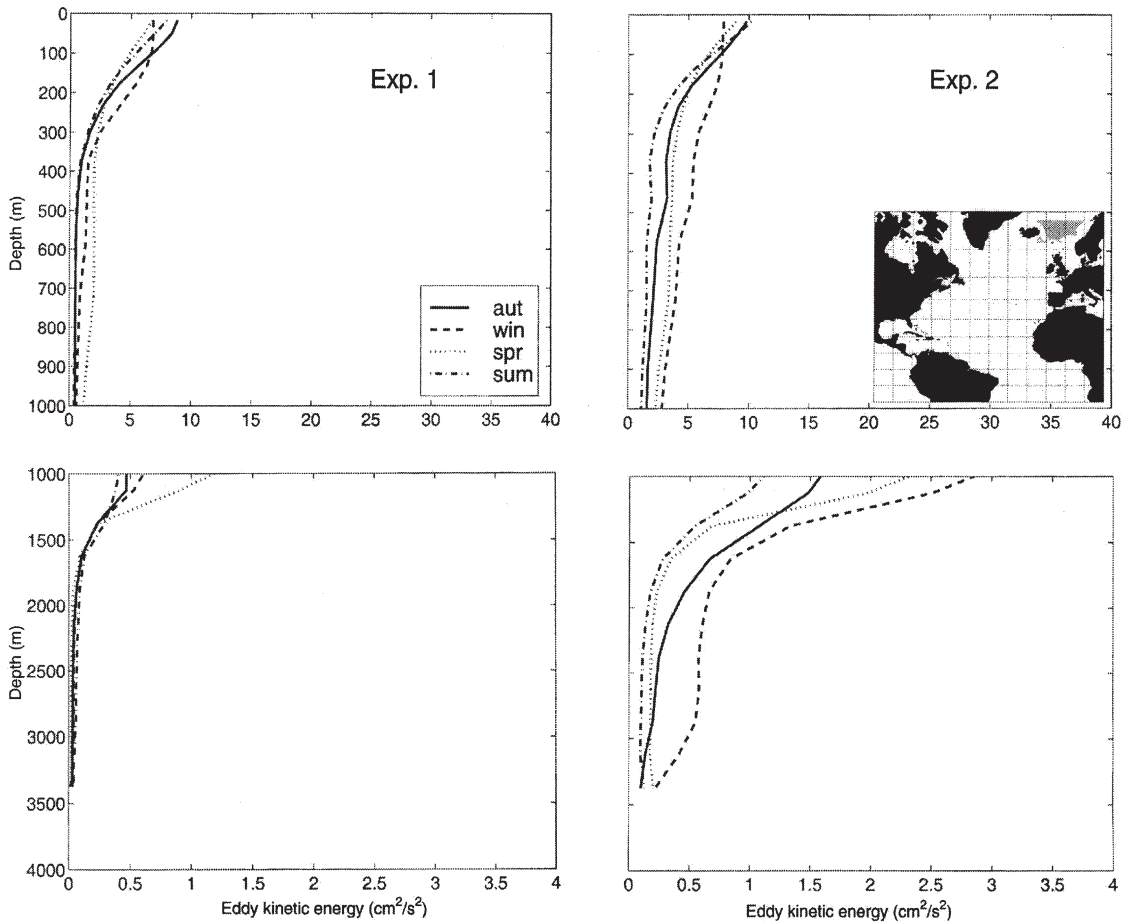 0
100
200
300
400
500
600
700
800
900
1000
Depth (m)
0 5 10 15 20 25 30 35 40
Exp. 1
aut
win
spr
sum
Exp. 2
0 5 10 15 20 25 30 35 40
1000
1500
2000
2500
3000
3500
4000
Depth (m)
0 0.5 1 1.5 2 2.5 3 3.5 4
Eddy kinetic energy (cm²/s²)
0 0.5 1 1.5 2 2.5 3 3.5 4
Eddy kinetic energy (cm²/s²)